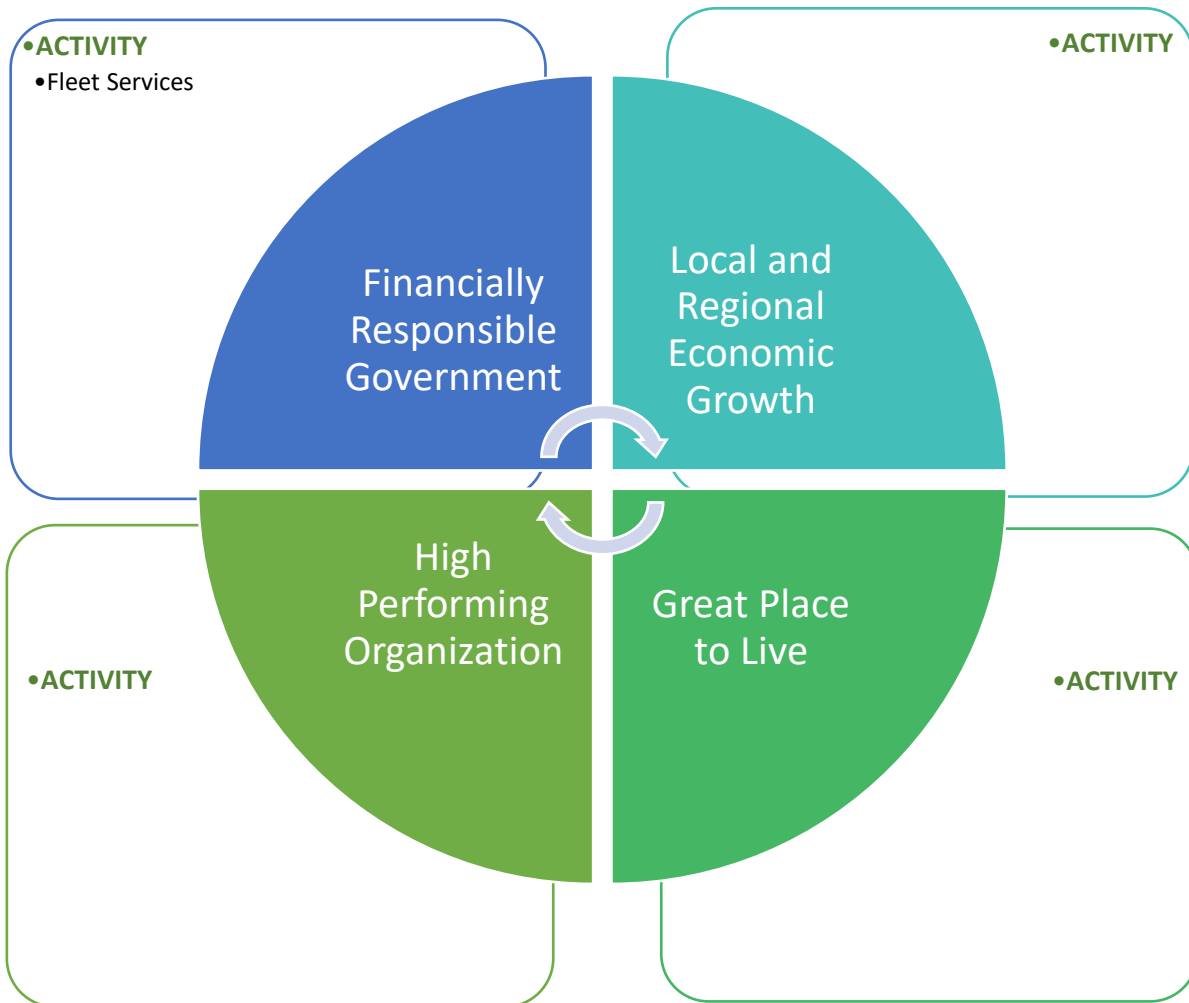 •ACTIVITY
•Fleet Services
•ACTIVITY
Financially
Responsible
Government
Local and
Regional
Economic
Growth
High
Performing
Organization
Great Place
to Live
•ACTIVITY
•ACTIVITY